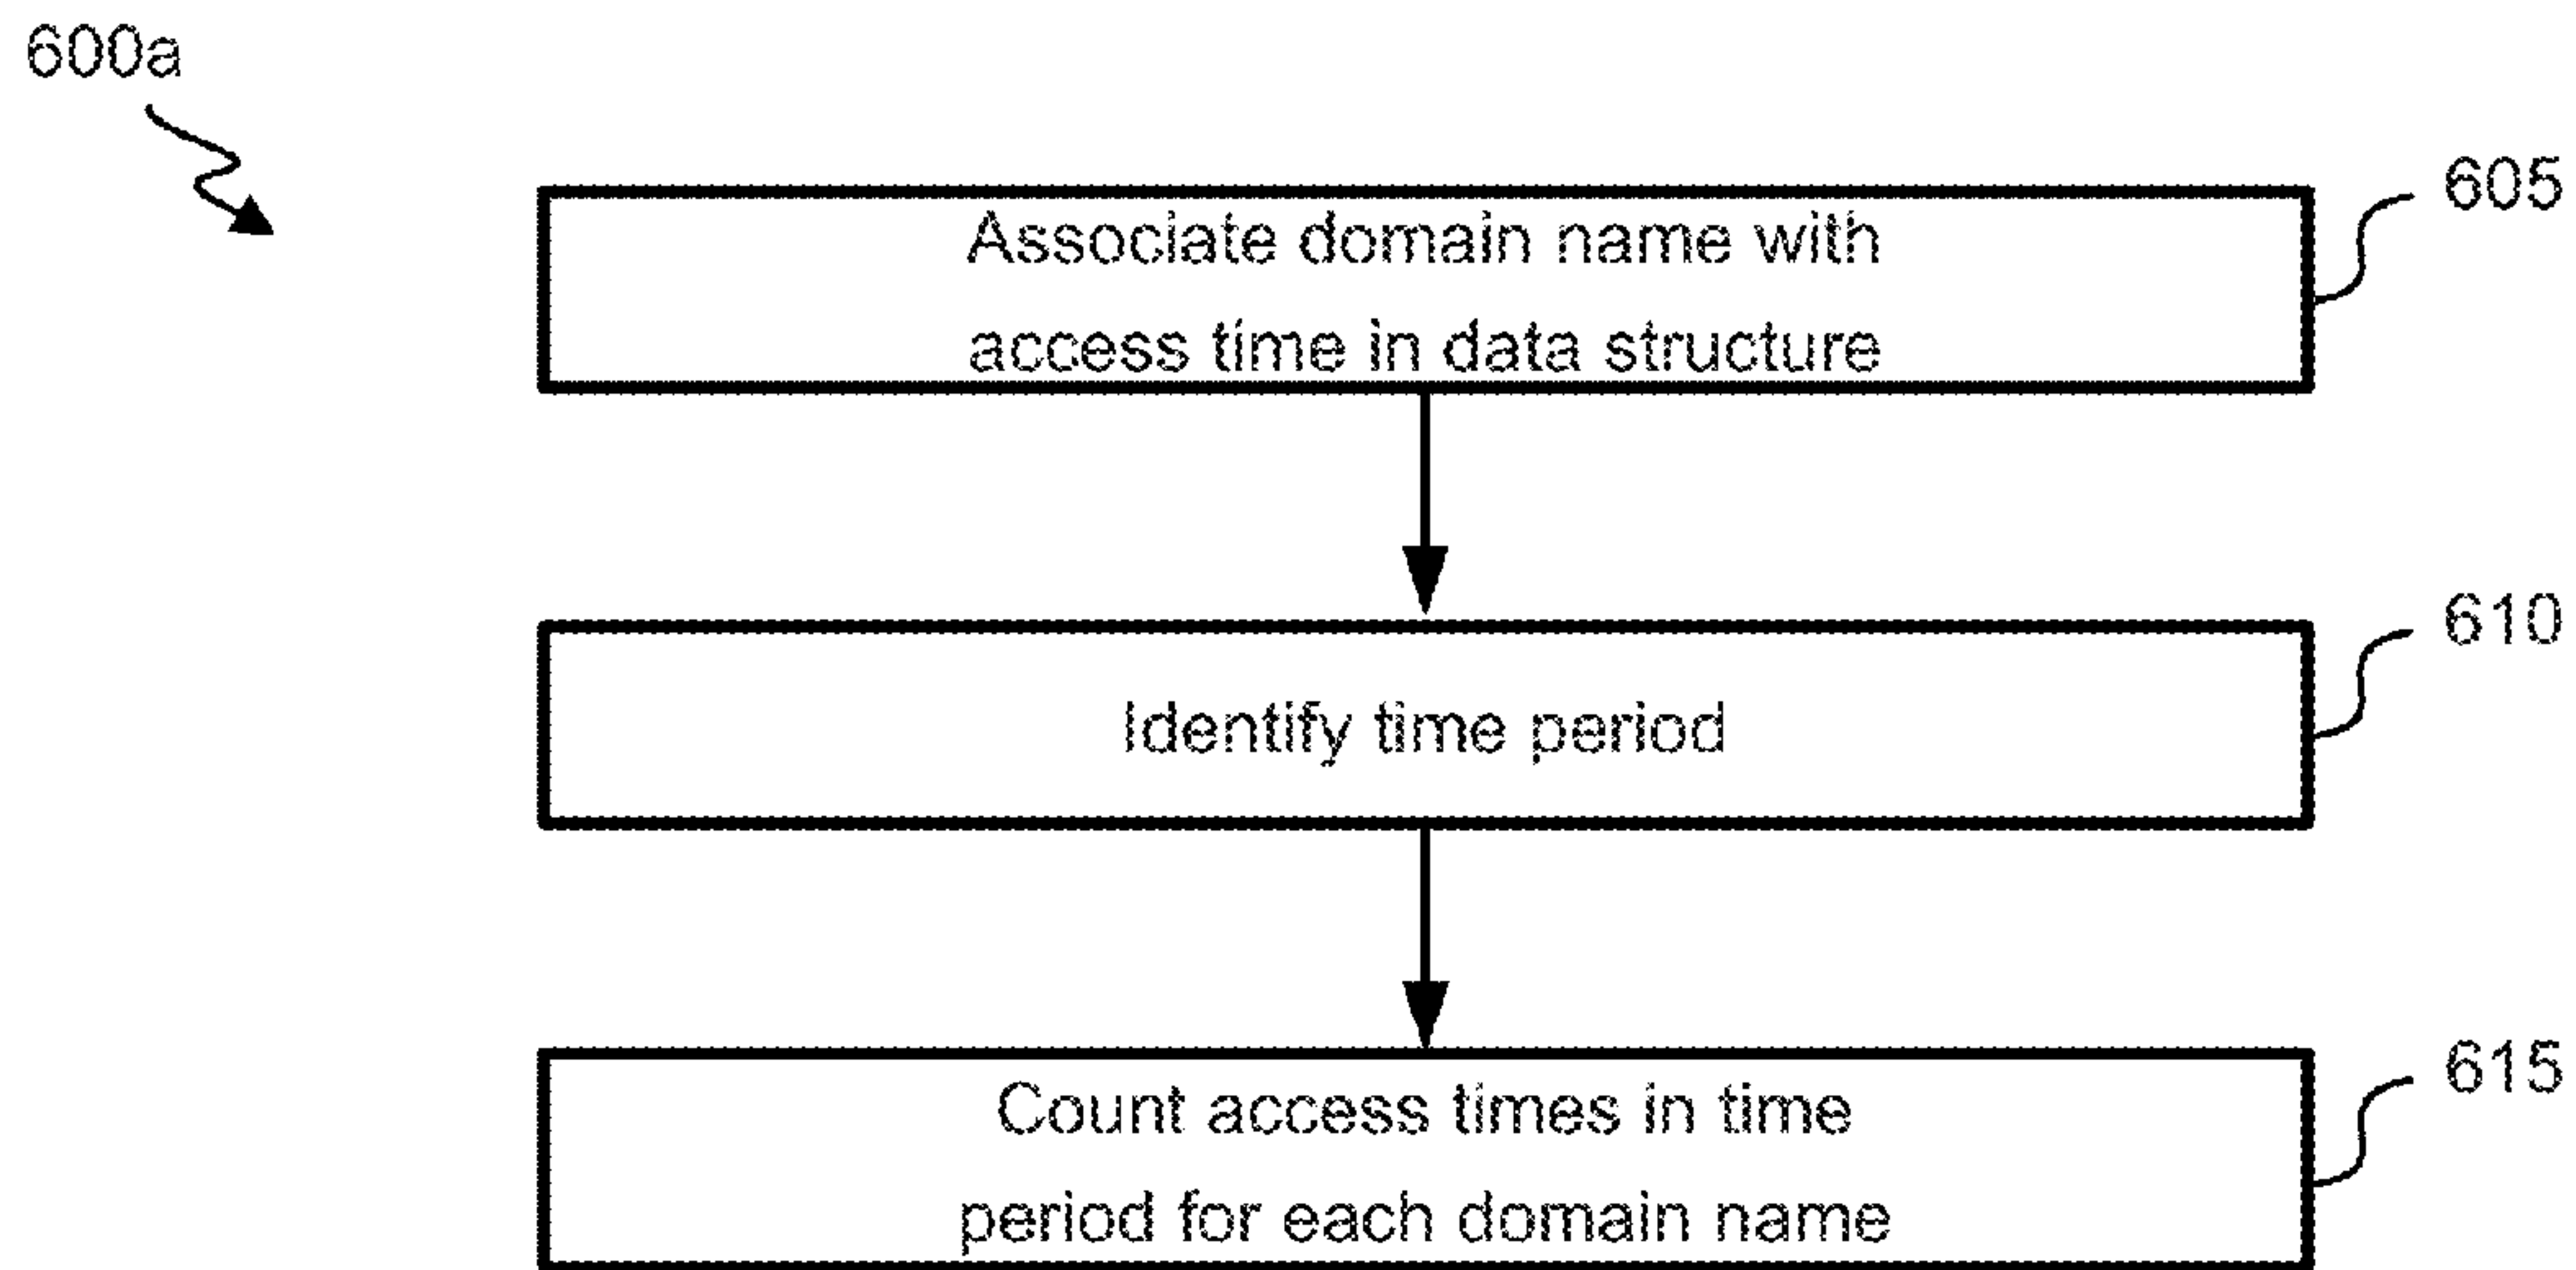 600a
605
Associate domain name with
access time in data structure
610
Identify time period
615
Count access times in time
period for each domain name